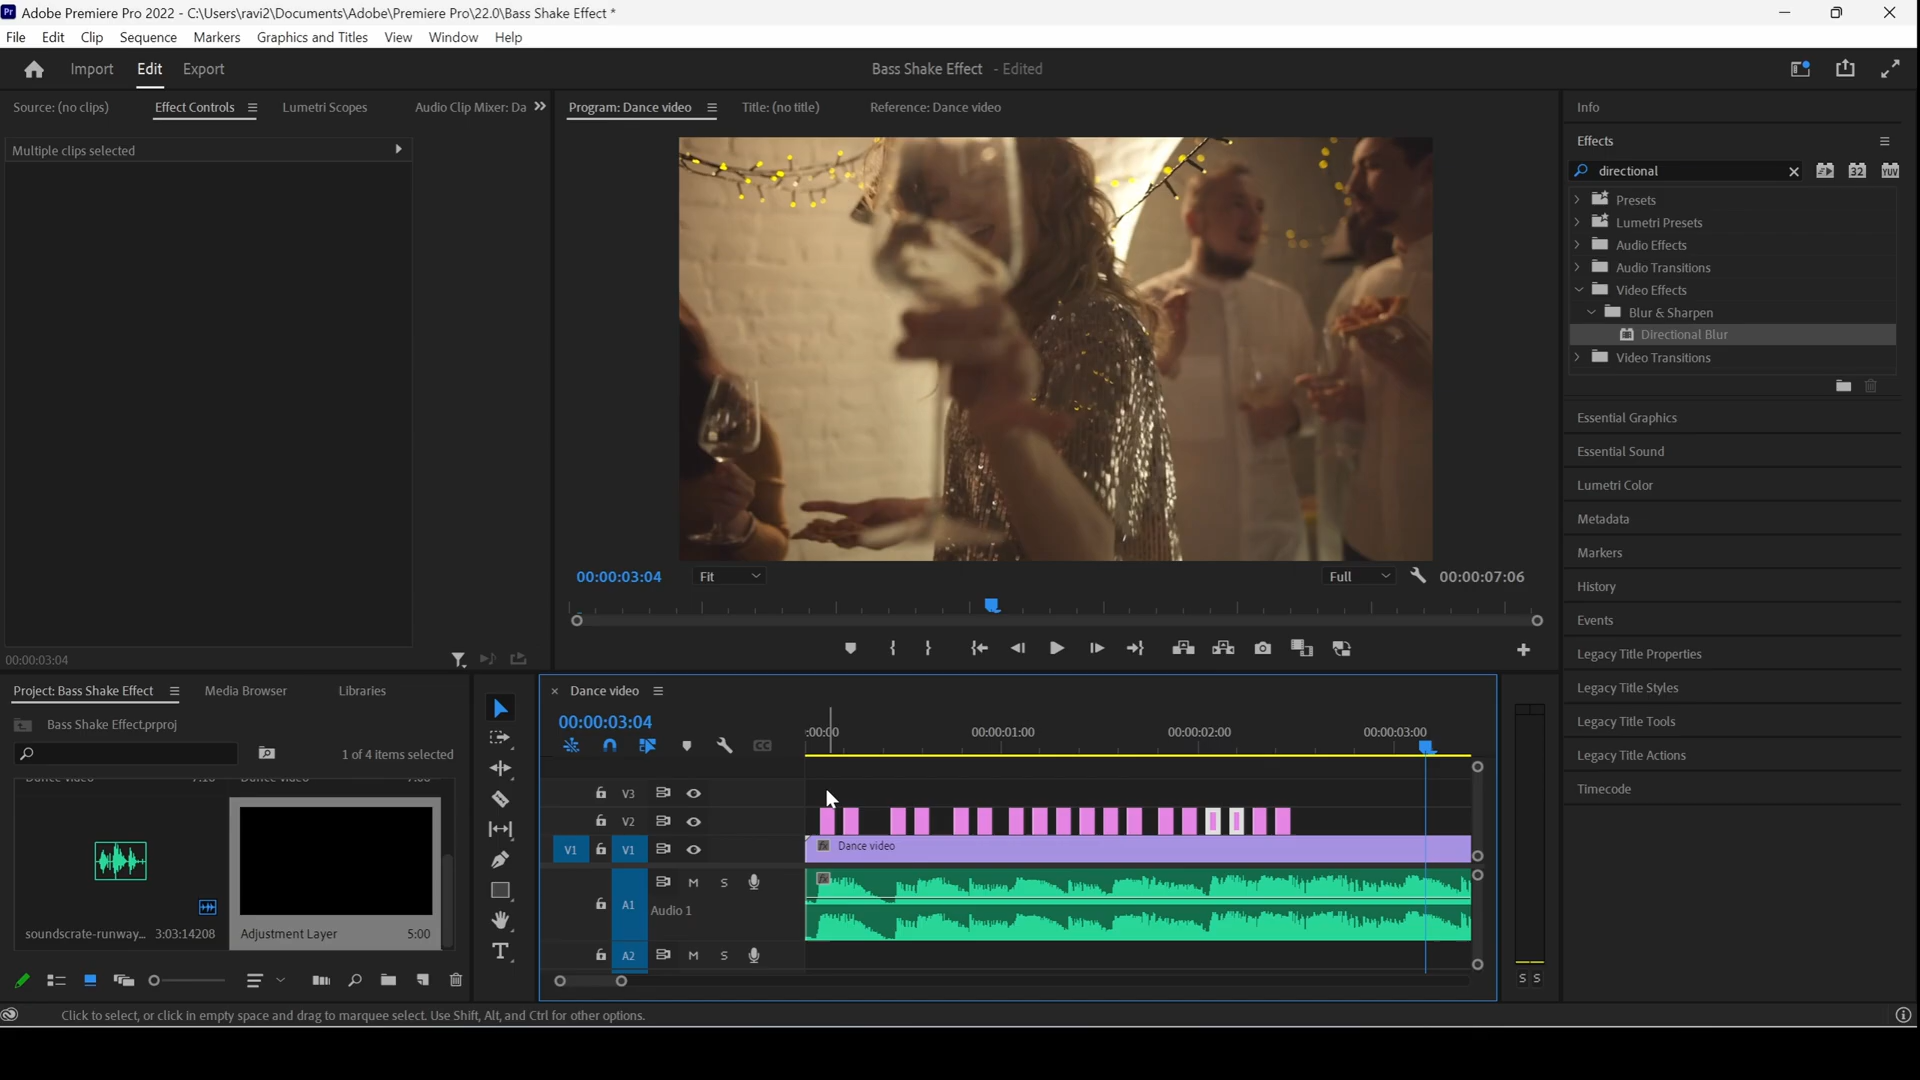 Pr Adobe Premiere Pro 2022 - C:\Users\ravi2\Documents\Adobe\Premiere Pro\22.0\Bass Shake Effect *
File Edit Clip Sequence Markers Graphics and Titles View Window Help
Import Edit Export
Bass Shake Effect - Edited
Source: (no clips) Effect Controls Lumetri Scopes Audio Clip Mixer: Da
Program: Dance video Title: (no title) Reference: Dance video
Multiple clips selected
Info
Effects
directional
32 YUV
Presets
Lumetri Presets
Audio Effects
Audio Transitions
Video Effects
Blur & Sharpen
Directional Blur
Video Transitions
Essential Graphics
Essential Sound
Lumetri Color
Metadata
Markers
History
Events
Legacy Title Properties
Legacy Title Styles
Legacy Title Tools
Legacy Title Actions
Timecode
00:00:03:04 Fit Full 00:00:07:06
00:00:03:04
Project: Bass Shake Effect Media Browser Libraries
Bass Shake Effect.prproj
1 of 4 items selected
Dance video 7:00
soundscrate-runway... 3:03:14208
Adjustment Layer 5:00
Dance video
00:00:03:04
:00:00 00:00:01:00 00:00:02:00 00:00:03:00
CC
V3
V2
V1 V1
Dance video
fx
A1 M S
Audio 1
A2 M S
S S
Click to select, or click in empty space and drag to marquee select. Use Shift, Alt, and Ctrl for other options.